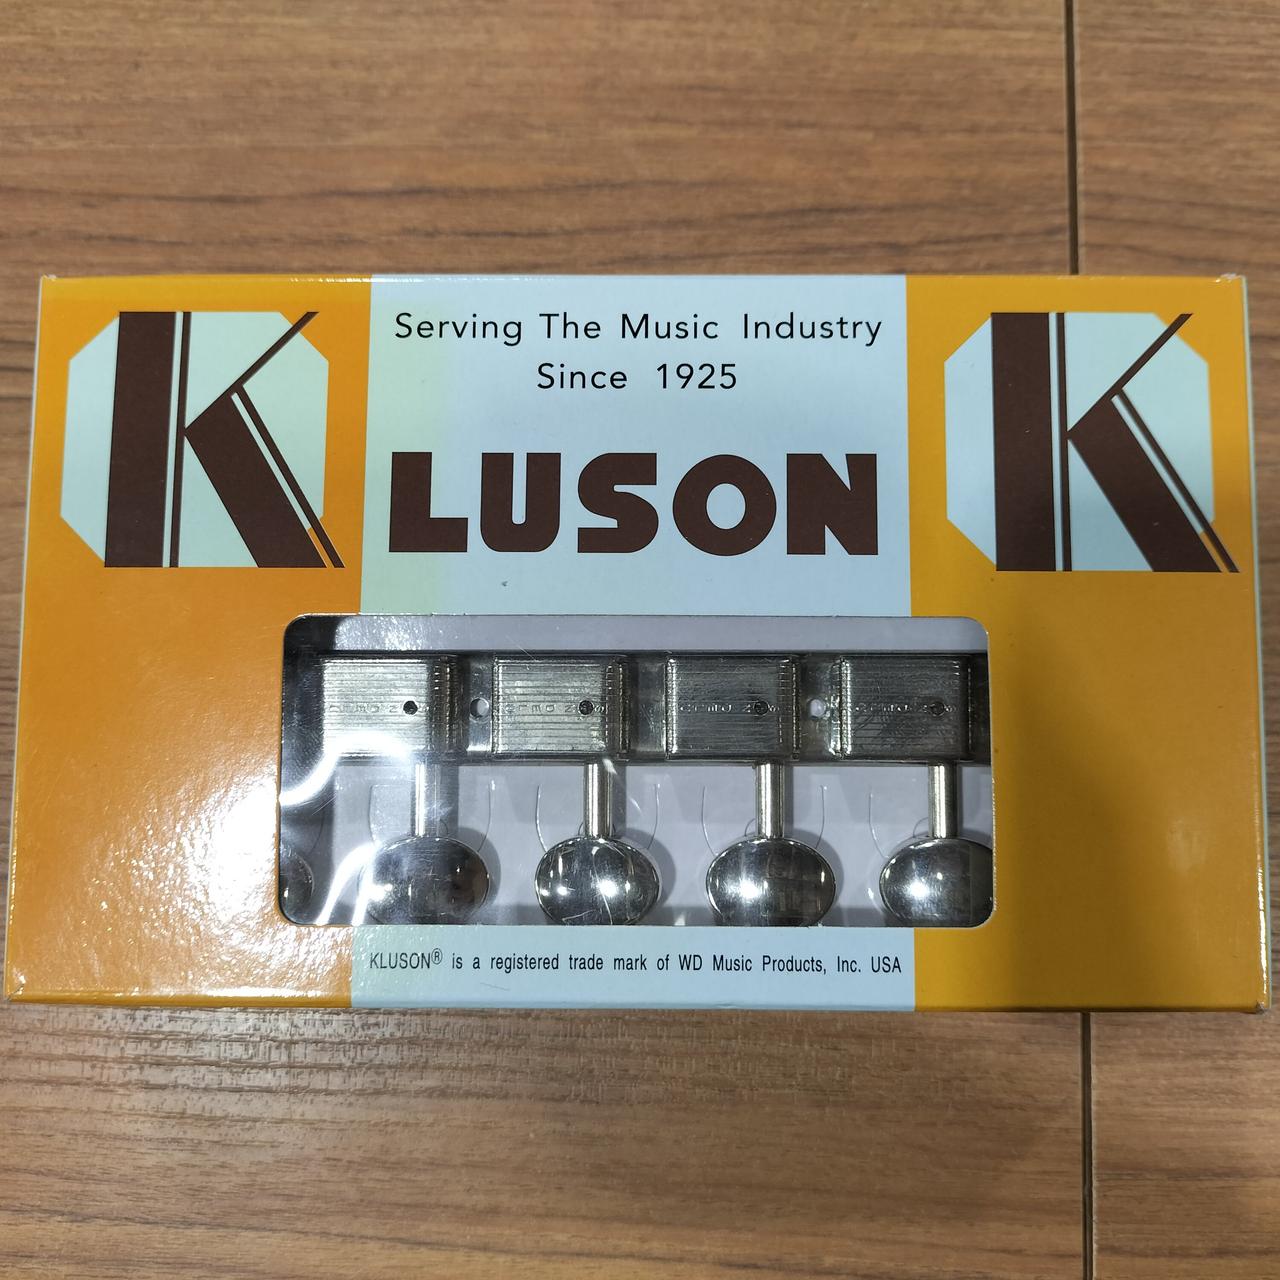 Serving The Music Industry
Since 1925
K LUSON K
KLUSON® is a registered trade mark of WD Music Products, Inc. USA